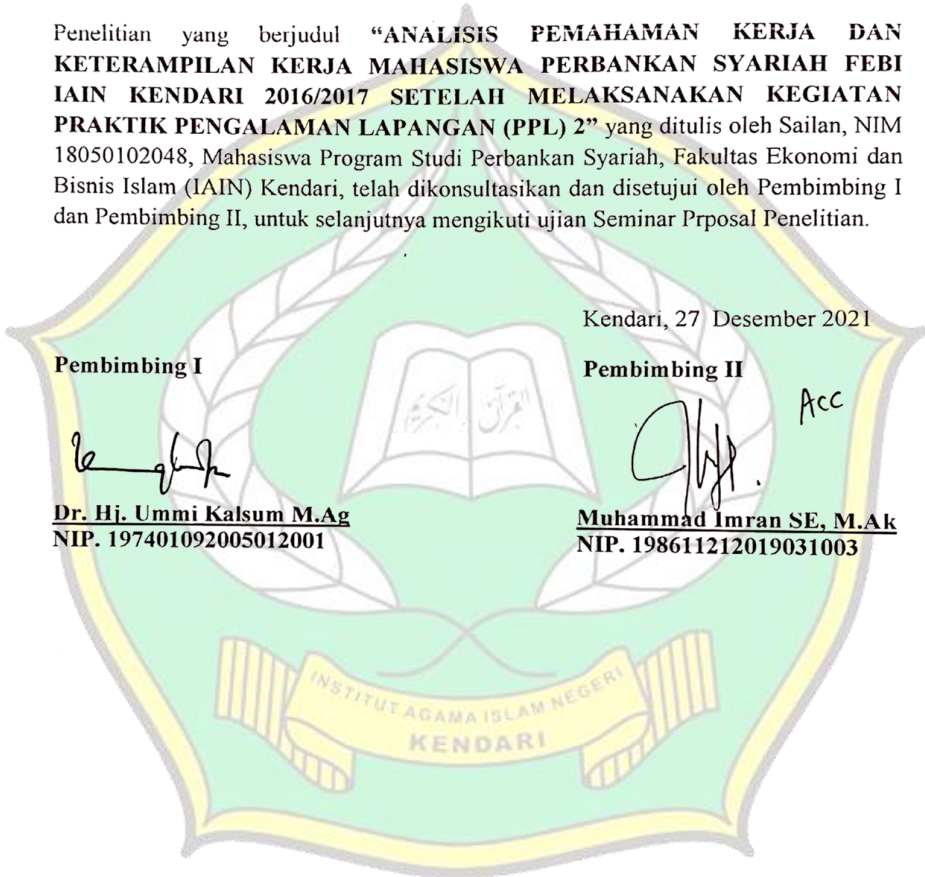 Penelitian yang berjudul “ANALISIS PEMAHAMAN KERJA DAN
KETERAMPILAN KERJA MAHASISWA PERBANKAN SYARIAH FEBI
IAIN KENDARI 2016/2017 SETELAH MELAKSANAKAN KEGIATAN
PRAKTIK PENGALAMAN LAPANGAN (PPL) 2” yang ditulis oleh Sailan, NIM
18050102048, Mahasiswa Program Studi Perbankan Syariah, Fakultas Ekonomi dan
Bisnis Islam (IAIN) Kendari, telah dikonsultasikan dan disetujui oleh Pembimbing I
dan Pembimbing II, untuk selanjutnya mengikuti ujian Seminar Prposal Penelitian.
Kendari, 27 Desember 2021
Pembimbing I
Pembimbing II
Acc
القرآن الكريم
Dr. Hj. Ummi Kalsum M.Ag
NIP. 197401092005012001
Muhammad Imran SE, M.Ak
NIP. 198611212019031003
INSTITUT AGAMA ISLAM NEGERI
KENDARI